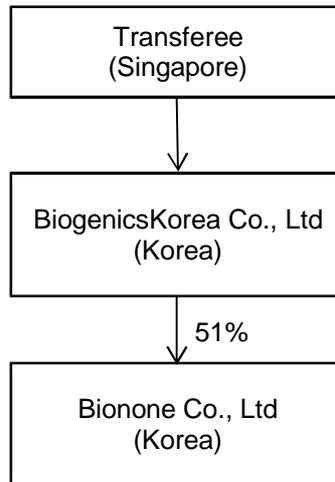 Transferee
(Singapore)
BiogenicsKorea Co., Ltd
(Korea)
51%
Bionone Co., Ltd
(Korea)